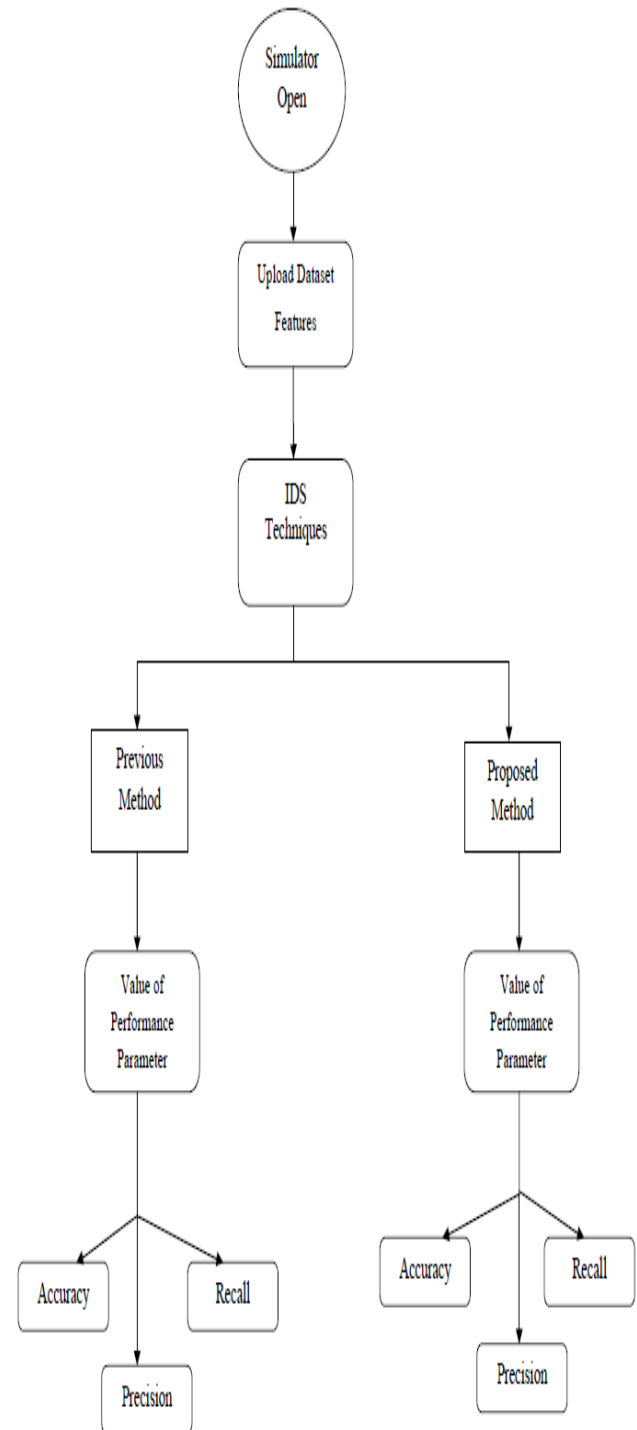 Simulator
Open
Upload Dataset
Features
IDS
Techniques
Previous
Method
Proposed
Method
Value of
Performance
Parameter
Value of
Performance
Parameter
Accuracy
Recall
Precision
Accuracy
Recall
Precision